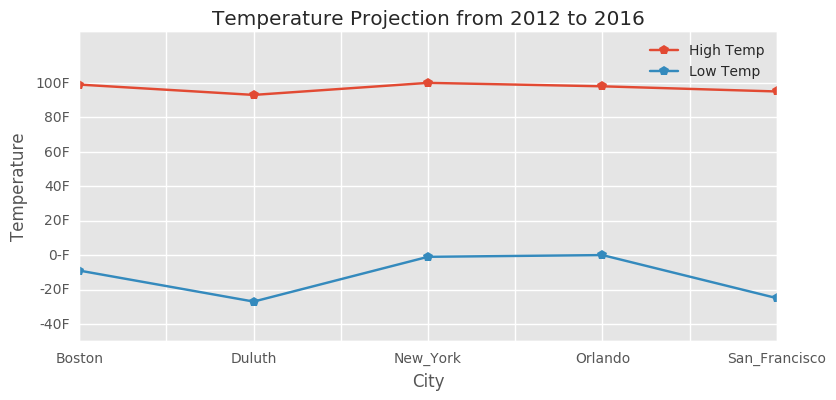 Temperature Projection from 2012 to 2016
High Temp
Low Temp
100F
80F
60F
40F
20F
0-F
-20F
-40F
Temperature
Boston Duluth New_York Orlando San_Francisco
City